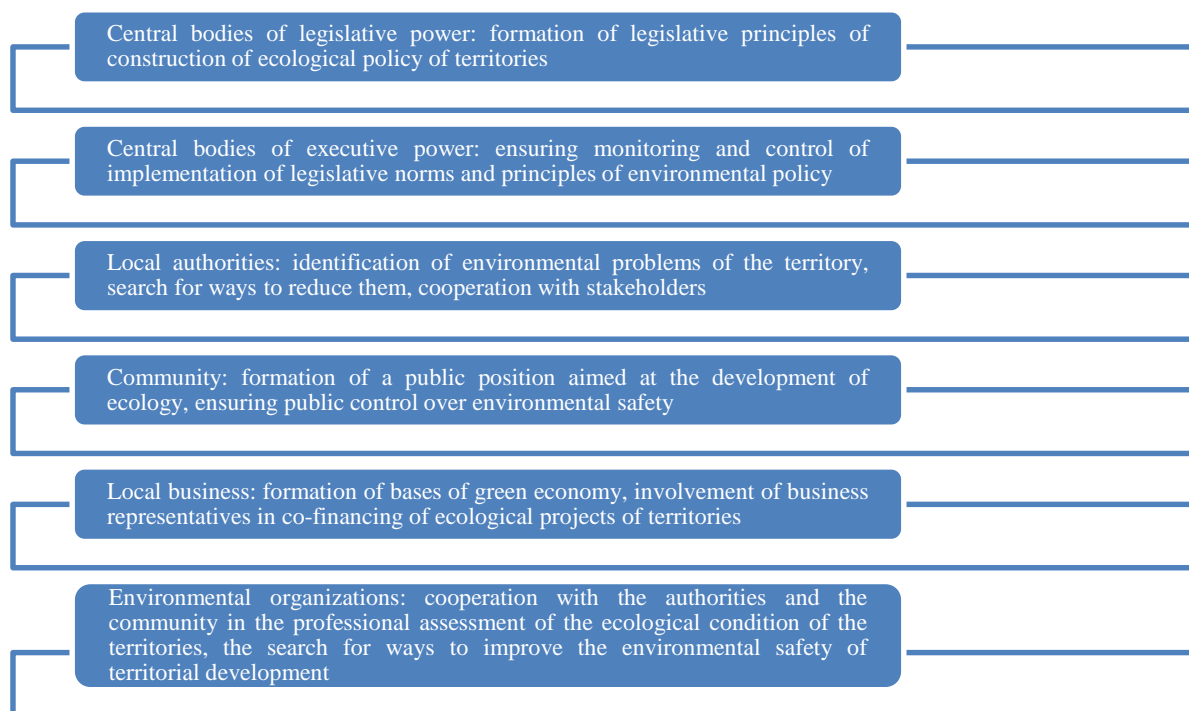 Central bodies of legislative power: formation of legislative principles of
construction of ecological policy of territories
Central bodies of executive power: ensuring monitoring and control of
implementation of legislative norms and principles of environmental policy
Local authorities: identification of environmental problems of the territory,
search for ways to reduce them, cooperation with stakeholders
Community: formation of a public position aimed at the development of
ecology, ensuring public control over environmental safety
Local business: formation of bases of green economy, involvement of business
representatives in co-financing of ecological projects of territories
Environmental organizations: cooperation with the authorities and the
community in the professional assessment of the ecological condition of the
territories, the search for ways to improve the environmental safety of
territorial development